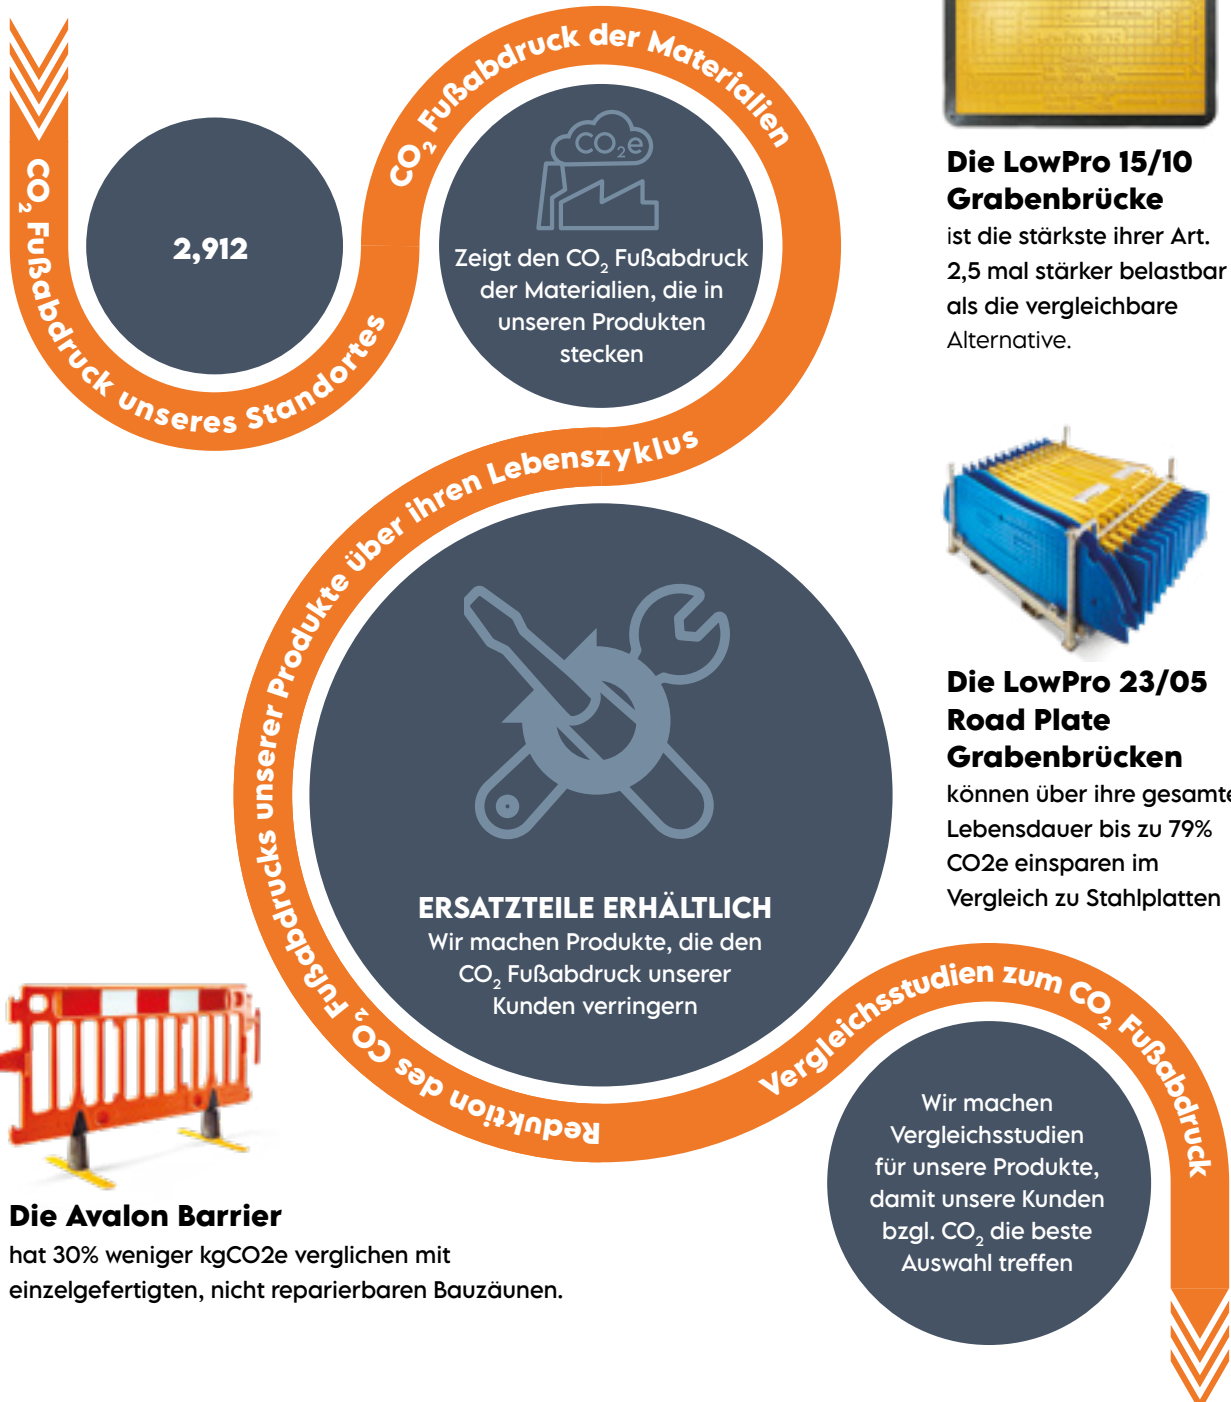 CO₂ Fußabdruck unseres Standortes
2,912
CO₂ Fußabdruck der Materialien
CO₂e
Zeigt den CO₂ Fußabdruck
der Materialien, die in
unseren Produkten
stecken
Die LowPro 15/10
Grabenbrücke
ist die stärkste ihrer Art.
2,5 mal stärker belastbar
als die vergleichbare
Alternative.
Reduktion des CO₂ Fußabdrucks unserer Produkte über ihren Lebenszyklus
ERSATZTEILE ERHÄLTLICH
Wir machen Produkte, die den
CO₂ Fußabdruck unserer
Kunden verringern
Die LowPro 23/05
Road Plate
Grabenbrücken
können über ihre gesamte
Lebensdauer bis zu 79%
CO2e einsparen im
Vergleich zu Stahlplatten
Vergleichsstudien zum CO₂ Fußabdruck
Wir machen
Vergleichsstudien
für unsere Produkte,
damit unsere Kunden
bzgl. CO₂ die beste
Auswahl treffen
Die Avalon Barrier
hat 30% weniger kgCO2e verglichen mit
einzelgefertigten, nicht reparierbaren Bauzäunen.